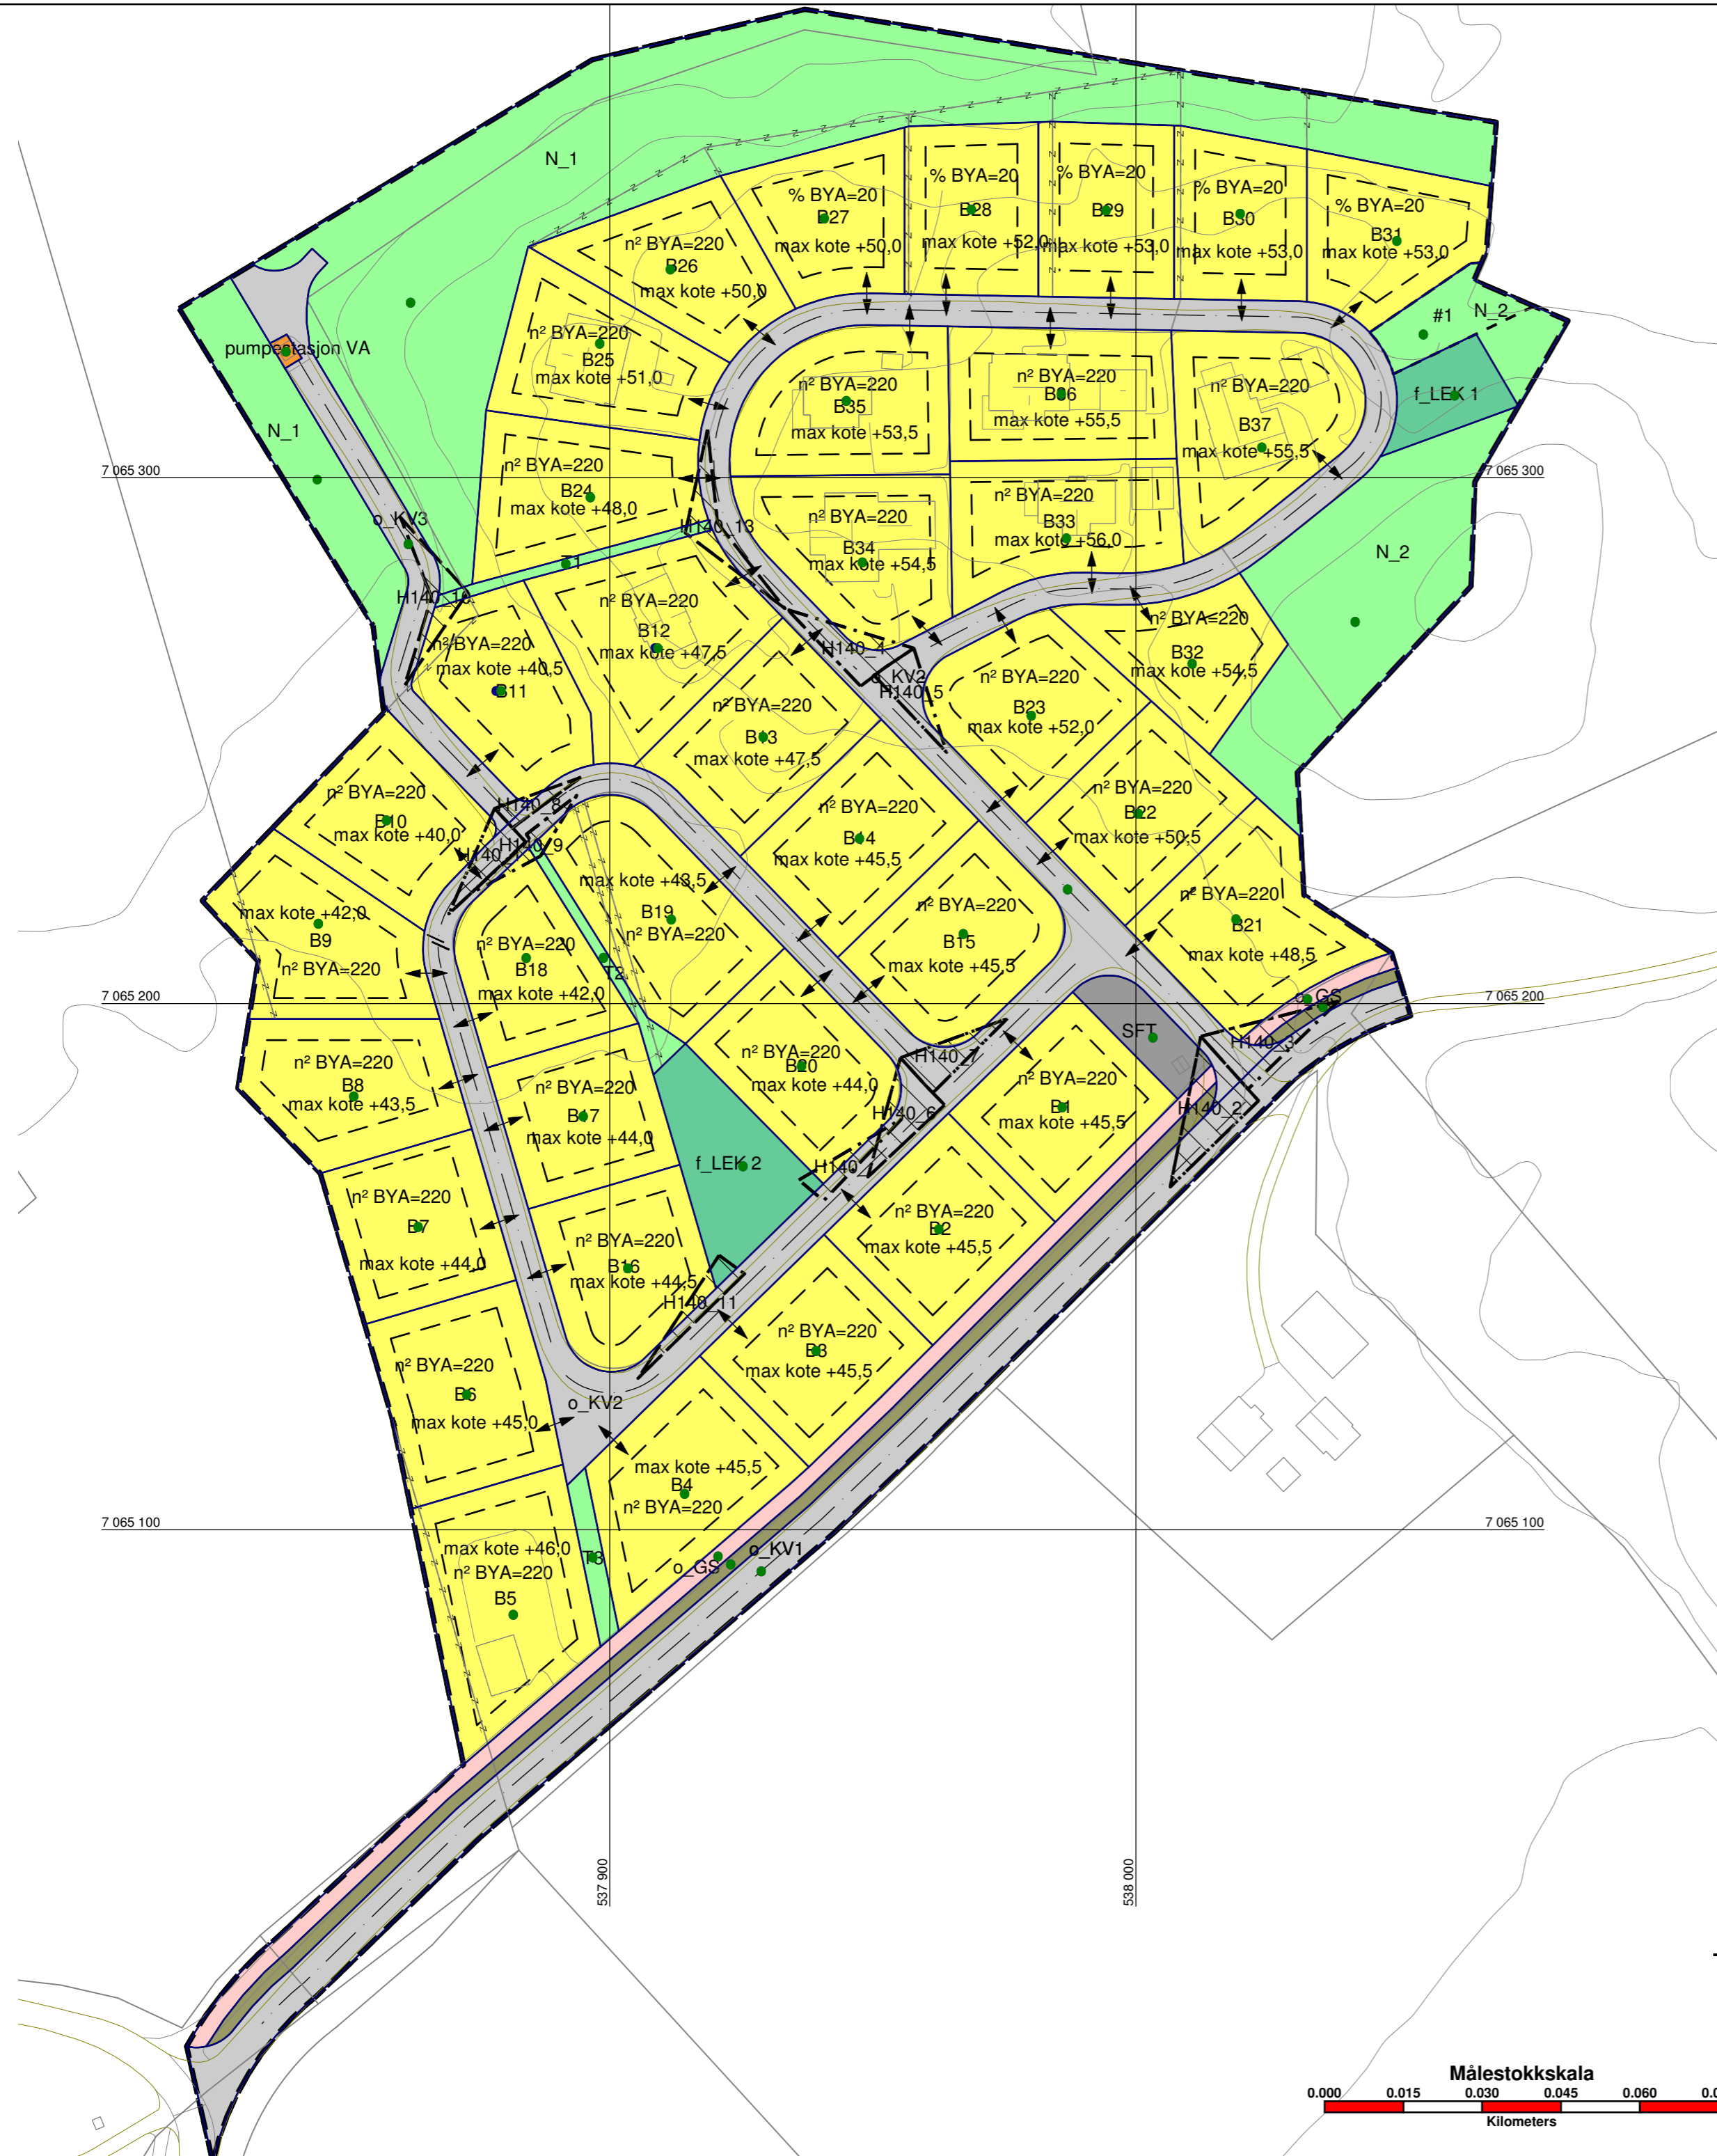 N_1
% BYA=20
B27
max kote +50,0
% BYA=20
B28
max kote +52,0
% BYA=20
B29
max kote +53,0
% BYA=20
B30
max kote +53,0
% BYA=20
B31
max kote +53,0
n² BYA=220
B26
max kote +50,0
#1
N_2
pumpestasjon VA
n² BYA=220
B25
max kote +51,0
n² BYA=220
B35
max kote +53,5
n² BYA=220
B36
max kote +55,5
n² BYA=220
B37
max kote +55,5
f_LEK 1
N_1
7 065 300
7 065 300
n² BYA=220
B24
max kote +48,0
o_KV3
H140_13
n² BYA=220
B34
max kote +54,5
n² BYA=220
B33
max kote +56,0
N_2
T1
n² BYA=220
B12
max kote +47,5
n² BYA=220
max kote +40,5
B11
H140_4
o_KV2
H140_5
n² BYA=220
B32
max kote +54,5
n² BYA=220
B23
max kote +52,0
n² BYA=220
B13
max kote +47,5
n² BYA=220
B10
max kote +40,0
H140_8
H140_9
n² BYA=220
B14
max kote +45,5
n² BYA=220
B22
max kote +50,5
max kote +42,0
B9
n² BYA=220
max kote +43,5
B19
n² BYA=220
n² BYA=220
B18
max kote +42,0
T2
n² BYA=220
B15
max kote +45,5
n² BYA=220
B21
max kote +48,5
7 065 200
7 065 200
o_GS
SFT
H140_3
n² BYA=220
B8
max kote +43,5
n² BYA=220
B17
max kote +44,0
n² BYA=220
B20
max kote +44,0
H140_7
H140_6
n² BYA=220
B1
max kote +45,5
H140_2
f_LEK 2
n² BYA=220
B7
max kote +44,0
n² BYA=220
B2
max kote +45,5
n² BYA=220
B16
max kote +44,5
H140_11
n² BYA=220
B3
max kote +45,5
n² BYA=220
B6
max kote +45,0
o_KV2
max kote +45,5
B4
n² BYA=220
7 065 100
7 065 100
max kote +46,0
n² BYA=220
B5
T3
o_GS
o_KV1
537 900
538 000
Målestokkskala
0.000 0.015 0.030 0.045 0.060
Kilometers